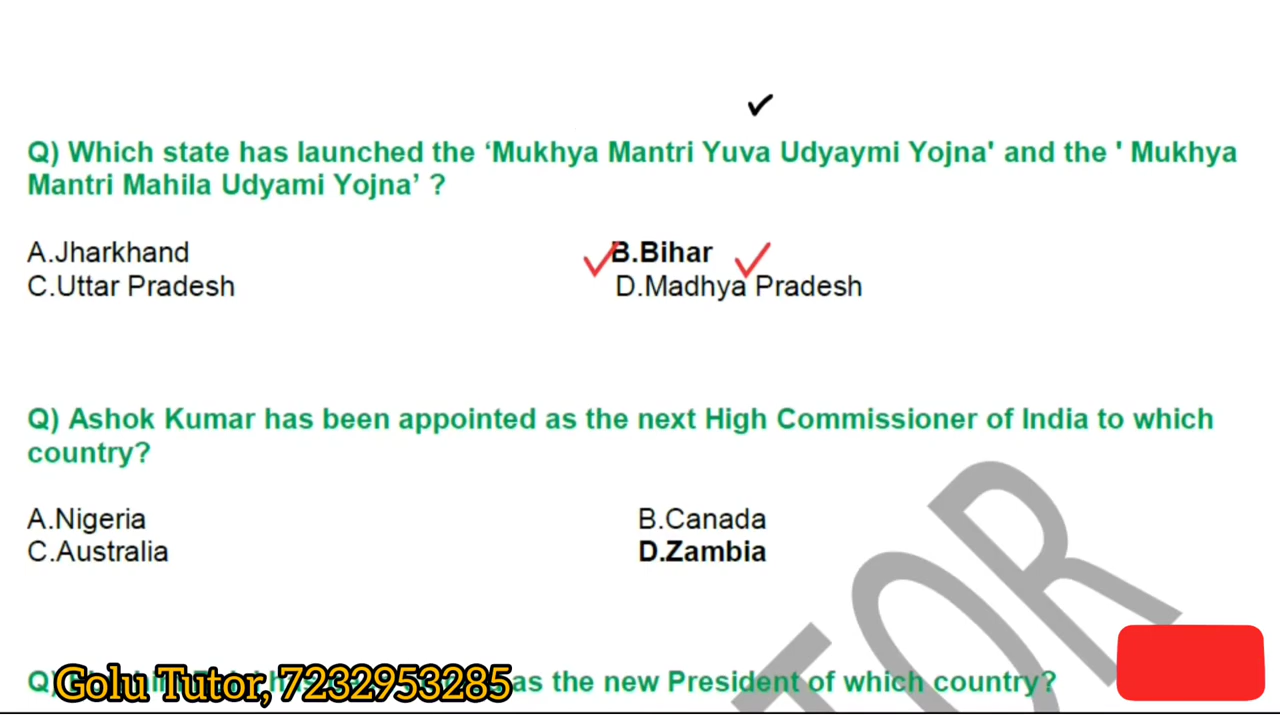 Q) Which state has launched the ‘Mukhya Mantri Yuva Udyaymi Yojna' and the ' Mukhya
Mantri Mahila Udyami Yojna’ ?
A.Jharkhand B.Bihar
C.Uttar Pradesh D.Madhya Pradesh
Q) Ashok Kumar has been appointed as the next High Commissioner of India to which
country?
A.Nigeria B.Canada
C.Australia D.Zambia
TOR
Q) as the new President of which country?
Golu Tutor, 7232953285